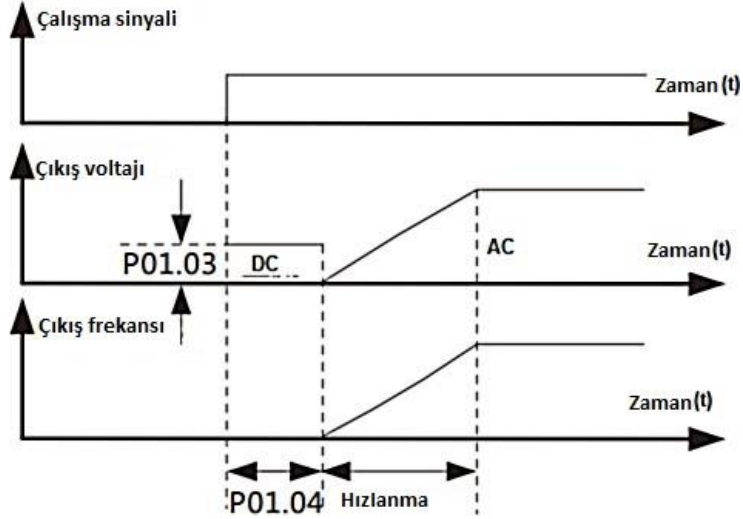 Çalışma sinyali
Zaman (t)
Çıkış voltajı
P01.03
DC
AC
Zaman(t)
Çıkış frekansı
Zaman(t)
P01.04
Hızlanma